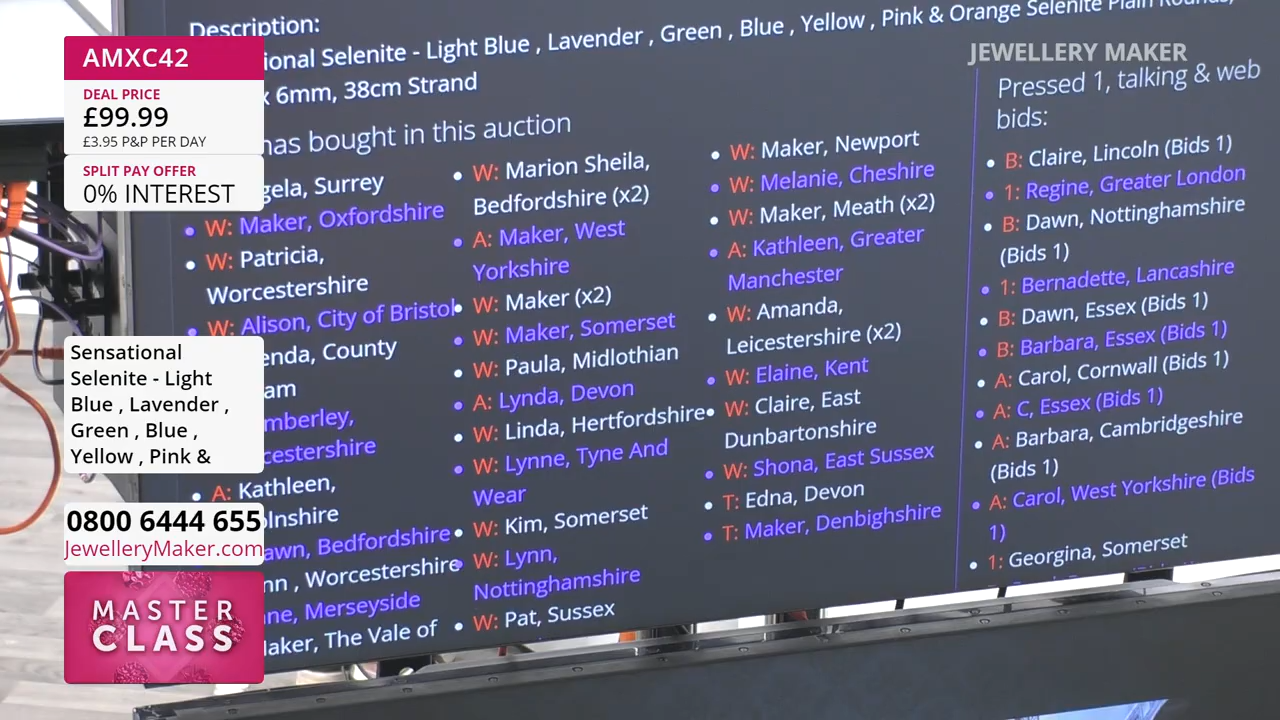 AMXC42
DEAL PRICE
£99.99
£3.95 P&P PER DAY
SPLIT PAY OFFER
0% INTEREST
Sensational
Selenite - Light
Blue , Lavender ,
Green , Blue ,
Yellow , Pink &
0800 6444 655
JewelleryMaker.com
MASTER
CLASS
JEWELLERY MAKER
Description:
ional Selenite - Light Blue , Lavender , Green , Blue , Yellow , Pink & Orange Selenite Plain Rounds,
x 6mm, 38cm Strand
has bought in this auction
gela, Surrey
W: Maker, Oxfordshire
W: Patricia,
Worcestershire
W: Alison, City of Bristol
enda, County
am
mberley,
cestershire
A: Kathleen,
olnshire
awn, Bedfordshire
nn , Worcestershire
ne, Merseyside
aker, The Vale of
W: Marion Sheila,
Bedfordshire (x2)
A: Maker, West
Yorkshire
W: Maker (x2)
W: Maker, Somerset
W: Paula, Midlothian
A: Lynda, Devon
W: Linda, Hertfordshire
W: Lynne, Tyne And
Wear
W: Kim, Somerset
W: Lynn,
Nottinghamshire
W: Pat, Sussex
W: Maker, Newport
W: Melanie, Cheshire
W: Maker, Meath (x2)
A: Kathleen, Greater
Manchester
W: Amanda,
Leicestershire (x2)
W: Elaine, Kent
W: Claire, East
Dunbartonshire
W: Shona, East Sussex
T: Edna, Devon
T: Maker, Denbighshire
Pressed 1, talking & web
bids:
B: Claire, Lincoln (Bids 1)
1: Regine, Greater London
B: Dawn, Nottinghamshire
(Bids 1)
1: Bernadette, Lancashire
B: Dawn, Essex (Bids 1)
B: Barbara, Essex (Bids 1)
A: Carol, Cornwall (Bids 1)
A: C, Essex (Bids 1)
A: Barbara, Cambridgeshire
(Bids 1)
A: Carol, West Yorkshire (Bids
1)
1: Georgina, Somerset